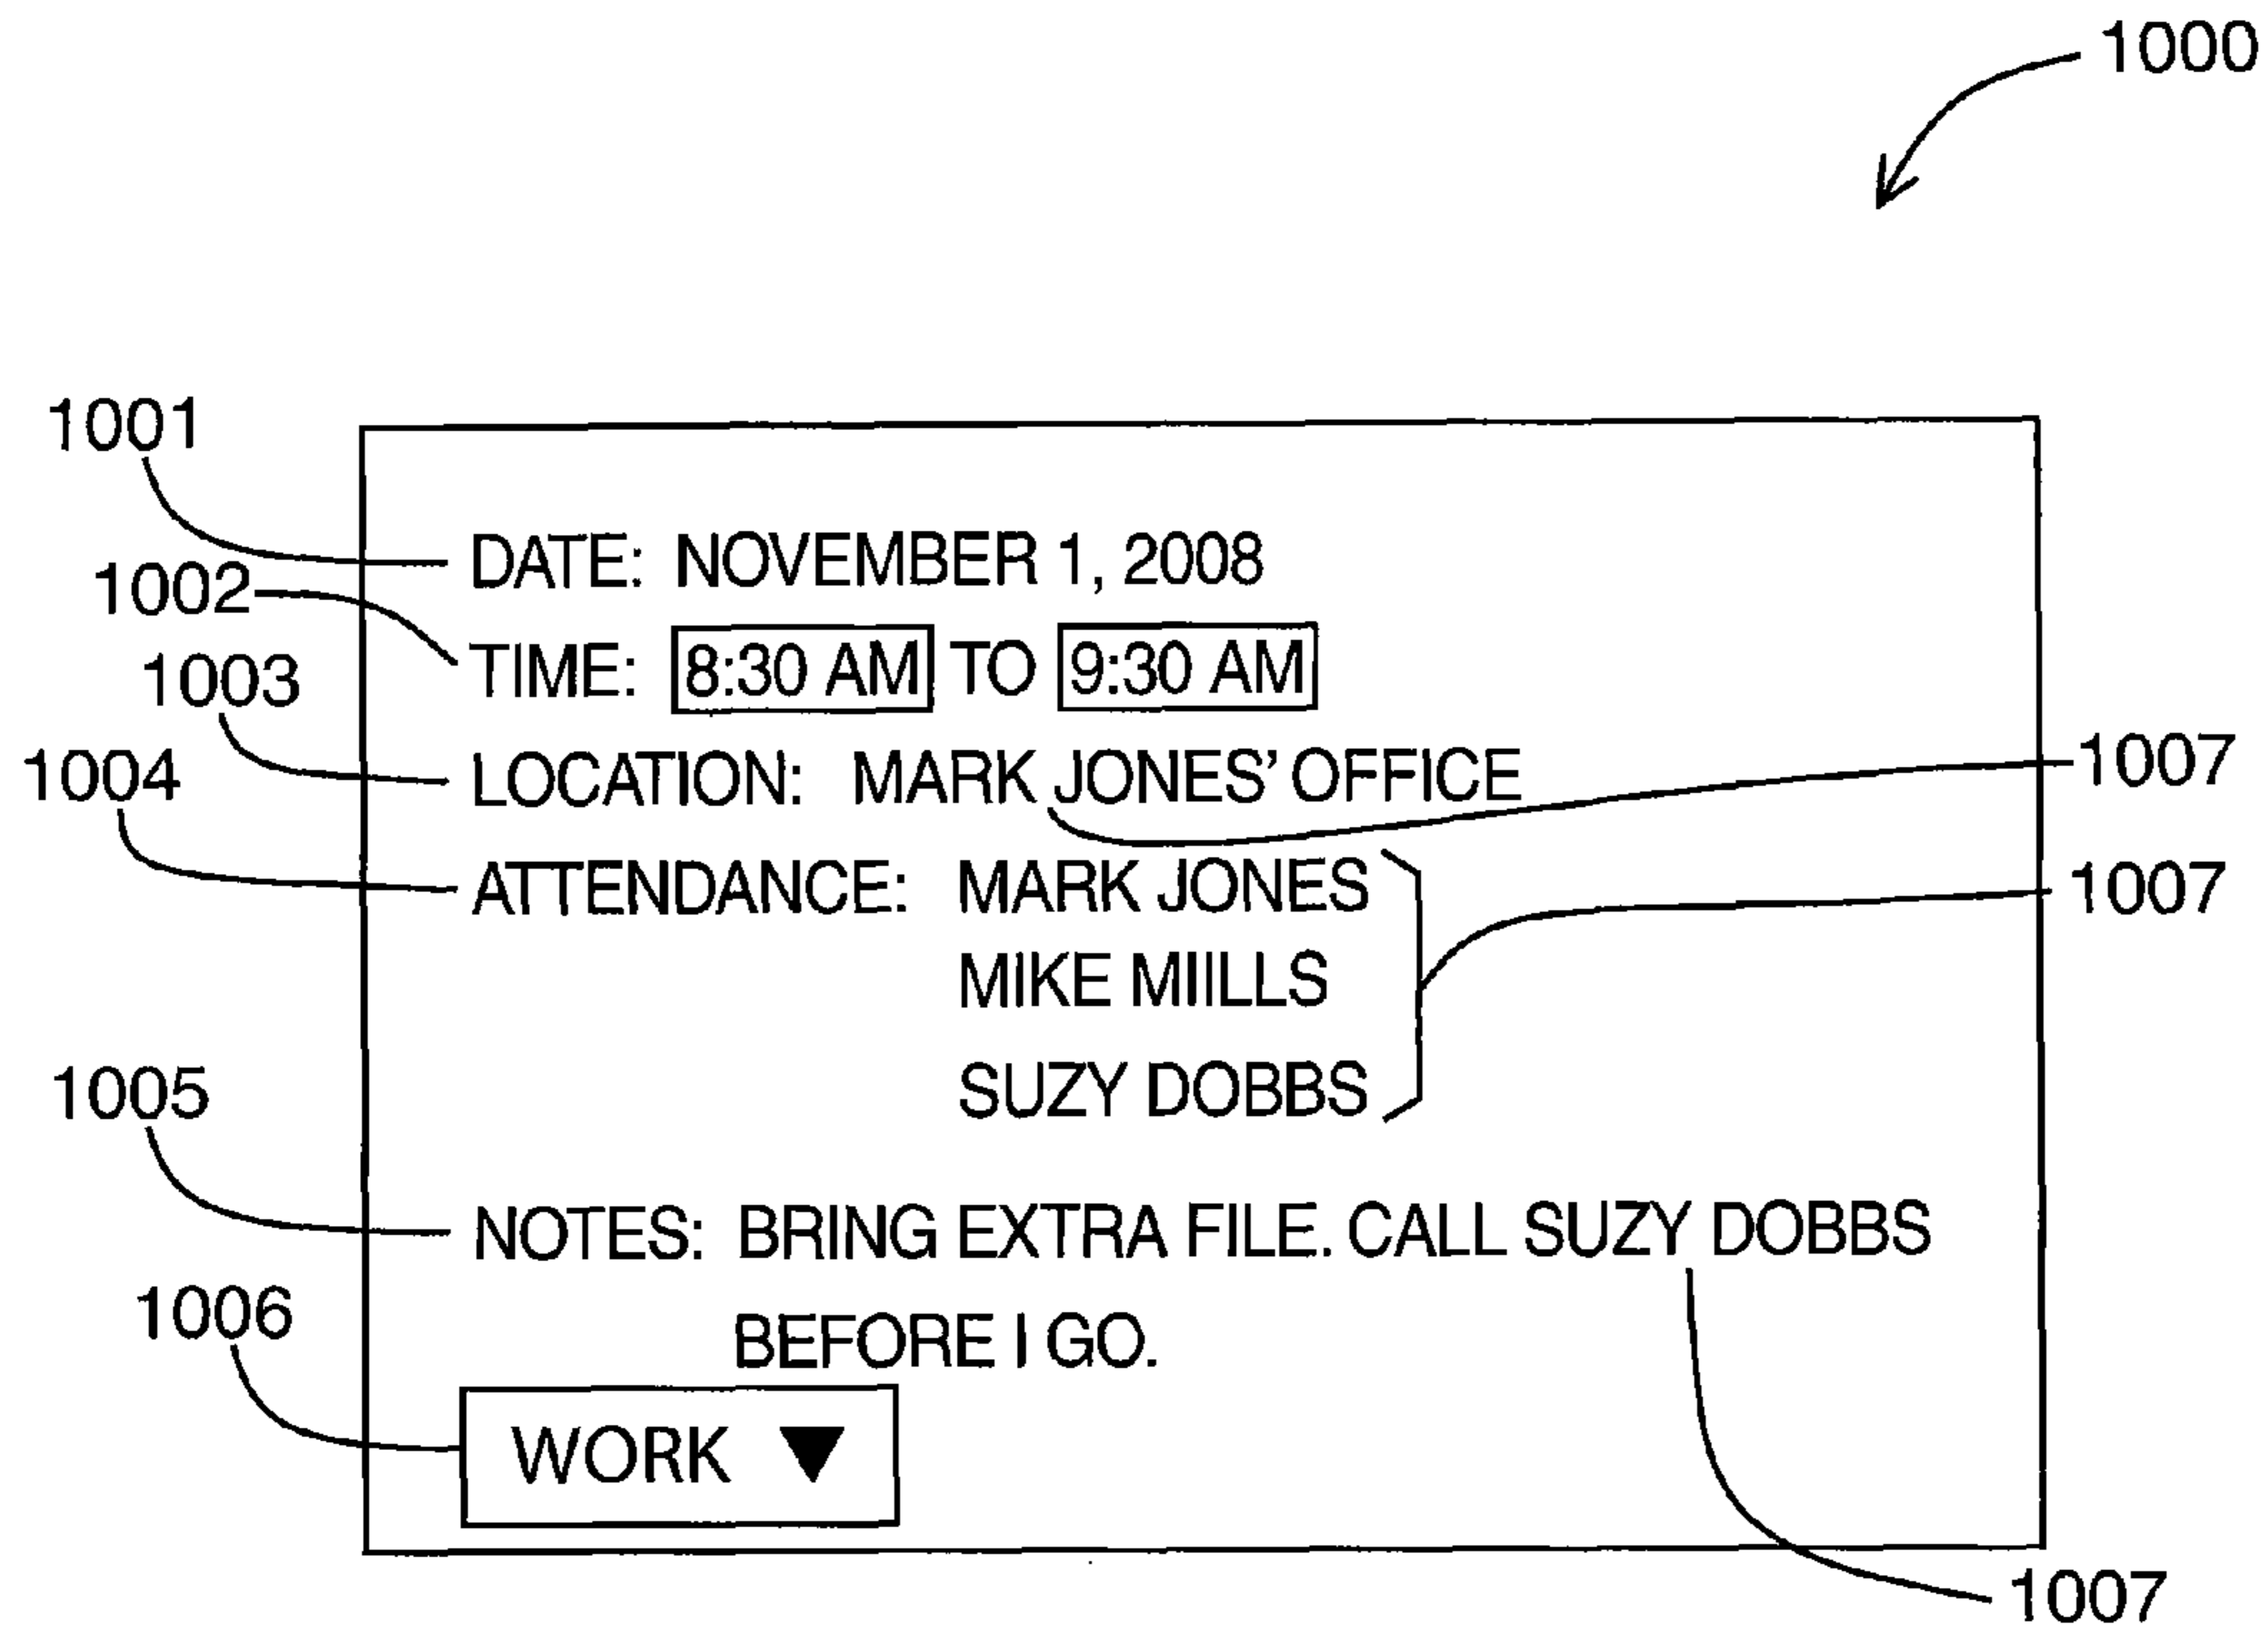 1000
1001
DATE: NOVEMBER 1, 2008
1002
TIME: 8:30 AM TO 9:30 AM
1003
LOCATION: MARK JONES' OFFICE
1007
1004
ATTENDANCE: MARK JONES
1007
MIKE MIILLS
SUZY DOBBS
1005
NOTES: BRING EXTRA FILE. CALL SUZY DOBBS
1006
BEFORE I GO.
WORK
1007